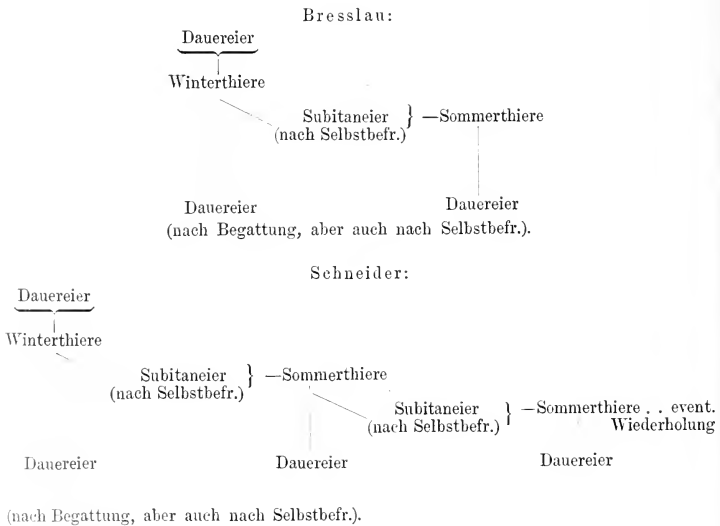 Bresslau:
Dauereier
Winterthiere
Subitaneier } —Sommerthiere
(nach Selbstbefr.)
Dauereier Dauereier
(nach Begattung, aber auch nach Selbstbefr.).
Schneider:
Dauereier
Winterthiere
Subitaneier } —Sommerthiere
(nach Selbstbefr.)
Subitaneier } —Sommerthiere . . event.
(nach Selbstbefr.) Wiederholung
Dauereier Dauereier Dauereier
(nach Begattung, aber auch nach Selbstbefr.).